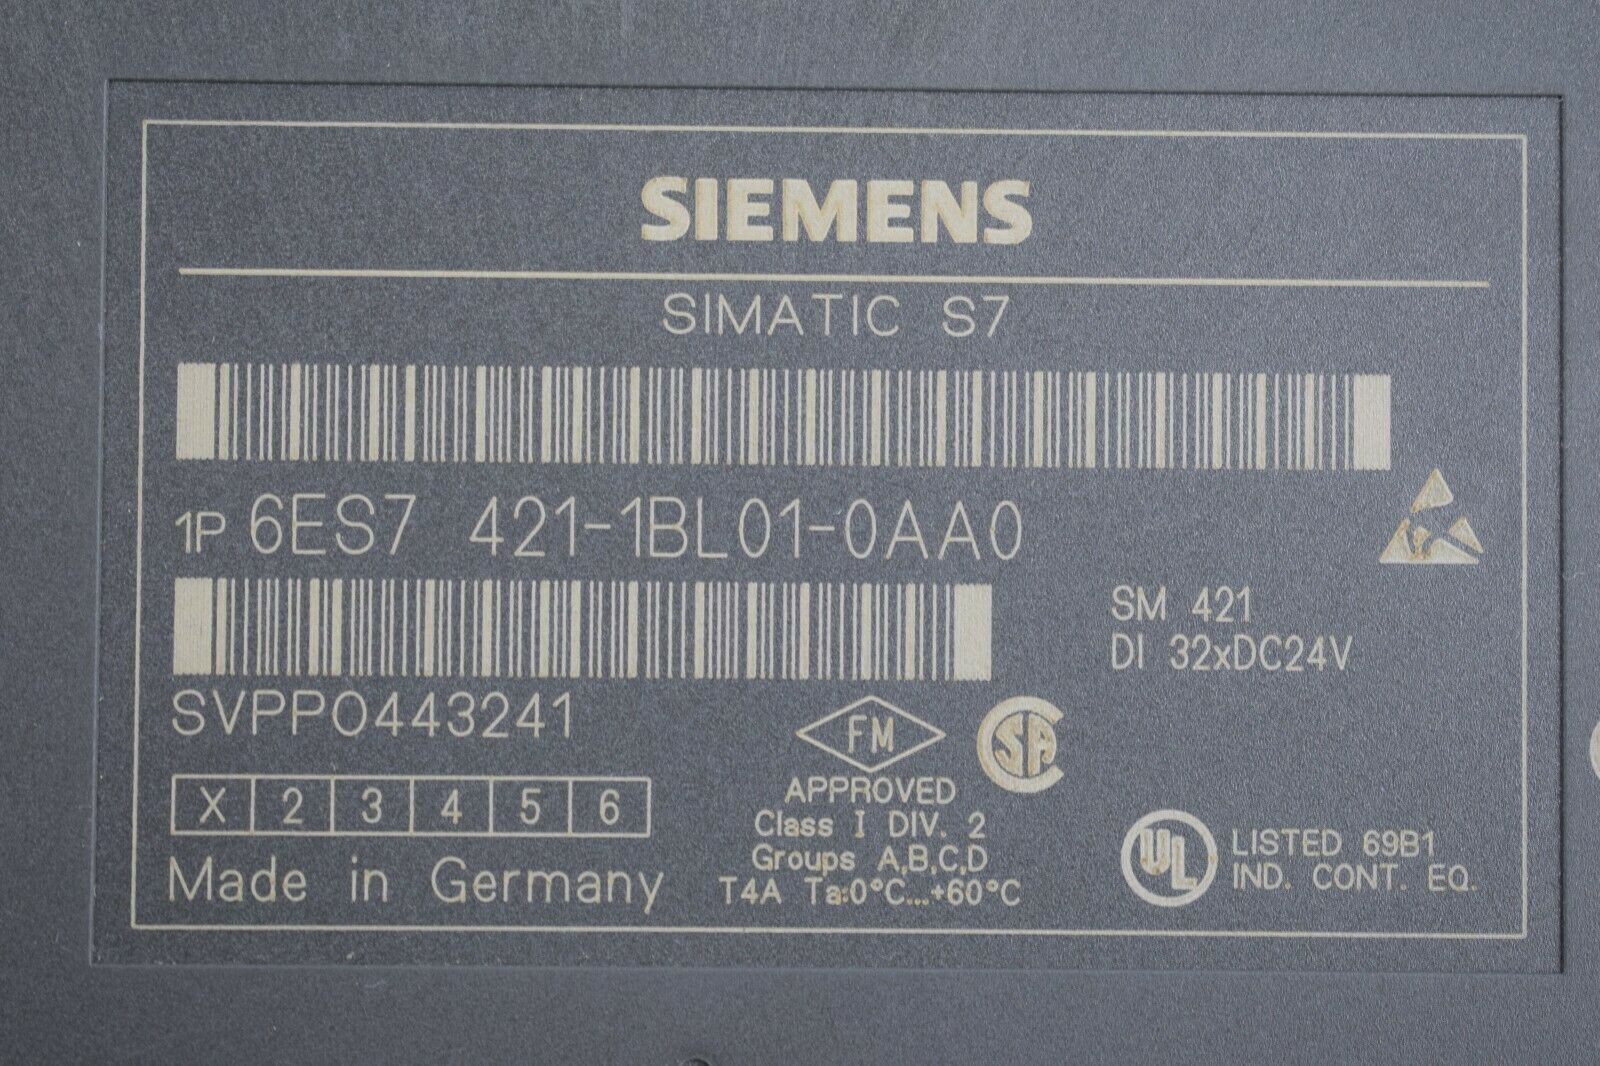 SIEMENS
SIMATIC S7
1P 6ES7 421-1BL01-0AA0
SM 421
DI 32xDC24V
SVPP0443241
FM
APPROVED
Class I DIV. 2
Groups A,B,C,D
T4A Ta:0°C...+60°C
SA
X 2 3 4 5 6
Made in Germany
UL
LISTED 69B1
IND. CONT. EQ.